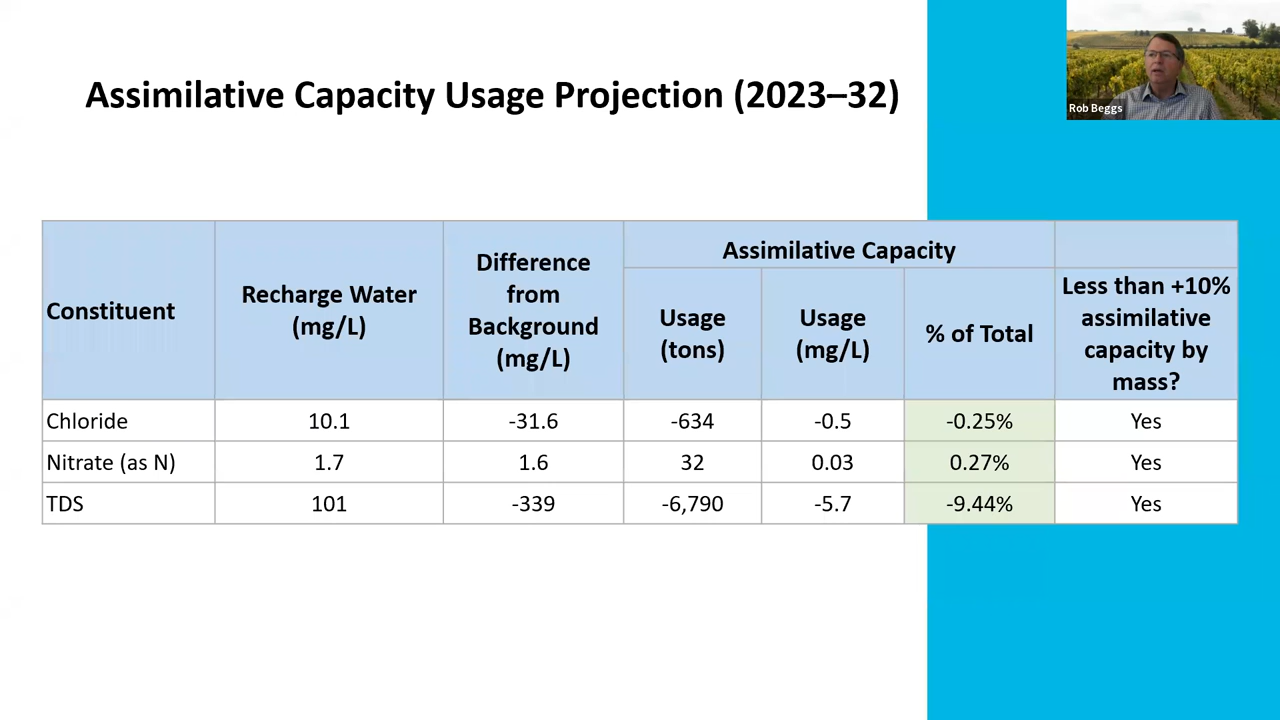 Assimilative Capacity Usage Projection (2023–32)
Rob Beggs
Constituent
Recharge Water
(mg/L)
Difference
from
Background
(mg/L)
Assimilative Capacity
Usage
(tons)
Usage
(mg/L)
% of Total
Less than +10%
assimilative
capacity by
mass?
Chloride 10.1 -31.6 -634 -0.5 -0.25% Yes
Nitrate (as N) 1.7 1.6 32 0.03 0.27% Yes
TDS 101 -339 -6,790 -5.7 -9.44% Yes